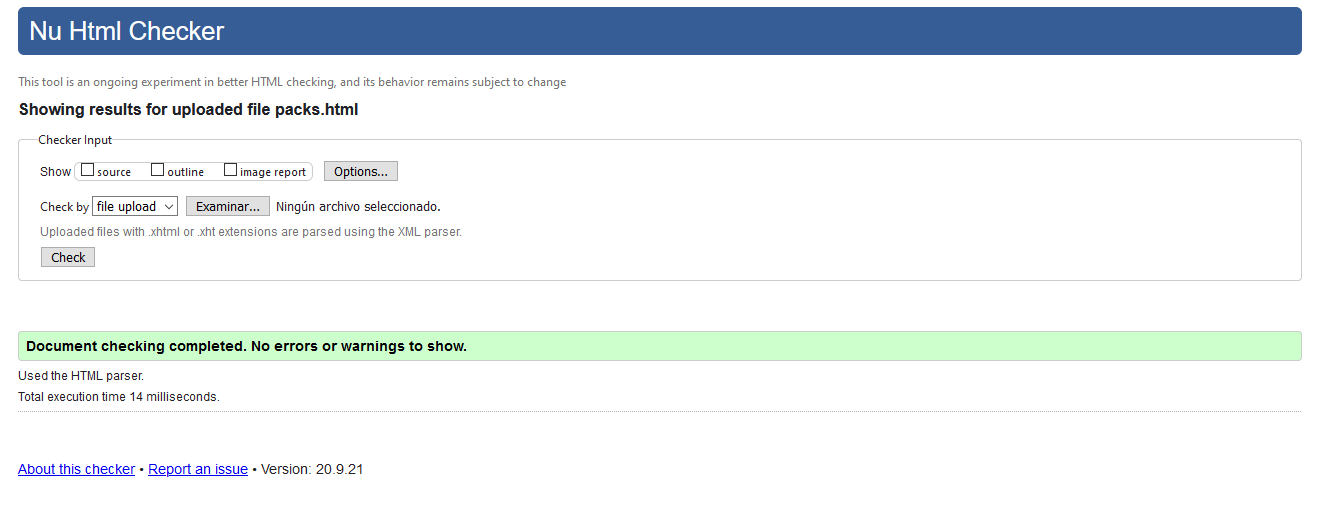 Nu Html Checker
This tool is an ongoing experiment in better HTML checking, and its behavior remains subject to change
Showing results for uploaded file packs.html
Checker Input
Show source outline image report Options...
Check by file upload Examinar... Ningún archivo seleccionado.
Uploaded files with .xhtml or .xht extensions are parsed using the XML parser.
Check
Document checking completed. No errors or warnings to show.
Used the HTML parser.
Total execution time 14 milliseconds.
About this checker • Report an issue • Version: 20.9.21